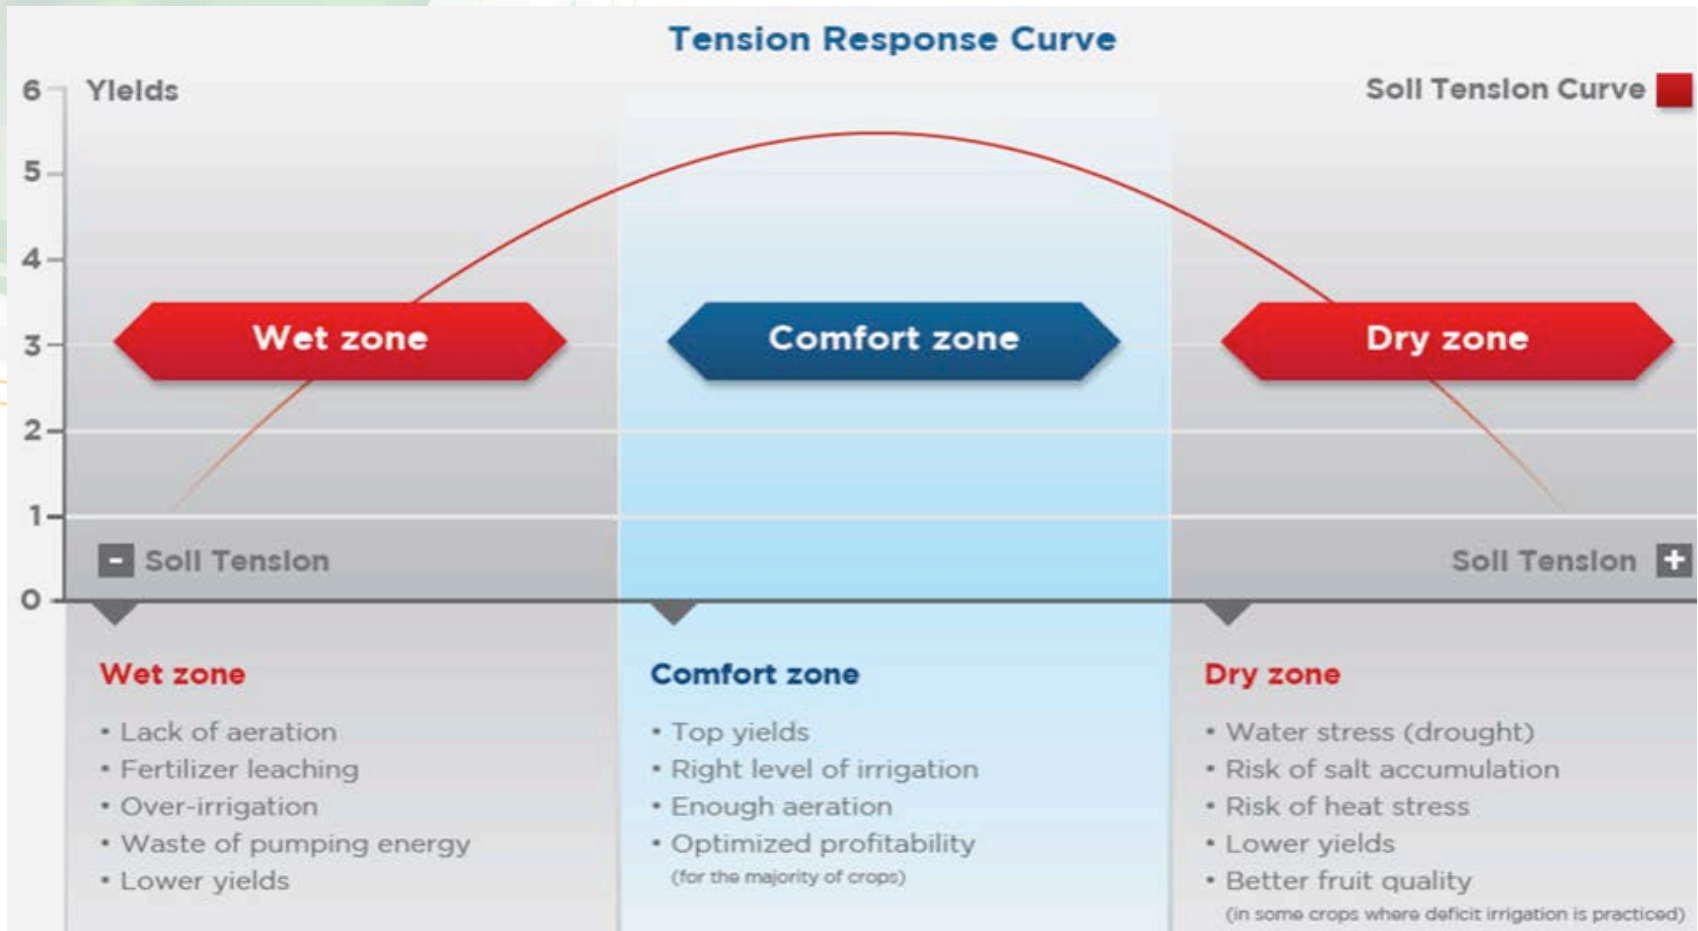 Tension Response Curve
6 Yields
Soil Tension Curve
5
4
3
Wet zone
Comfort zone
Dry zone
2
1
- Soil Tension
Soil Tension +
0
Wet zone
• Lack of aeration
• Fertilizer leaching
• Over-irrigation
• Waste of pumping energy
• Lower yields
Comfort zone
• Top yields
• Right level of irrigation
• Enough aeration
• Optimized profitability
(for the majority of crops)
Dry zone
• Water stress (drought)
• Risk of salt accumulation
• Risk of heat stress
• Lower yields
• Better fruit quality
(in some crops where deficit irrigation is practiced)